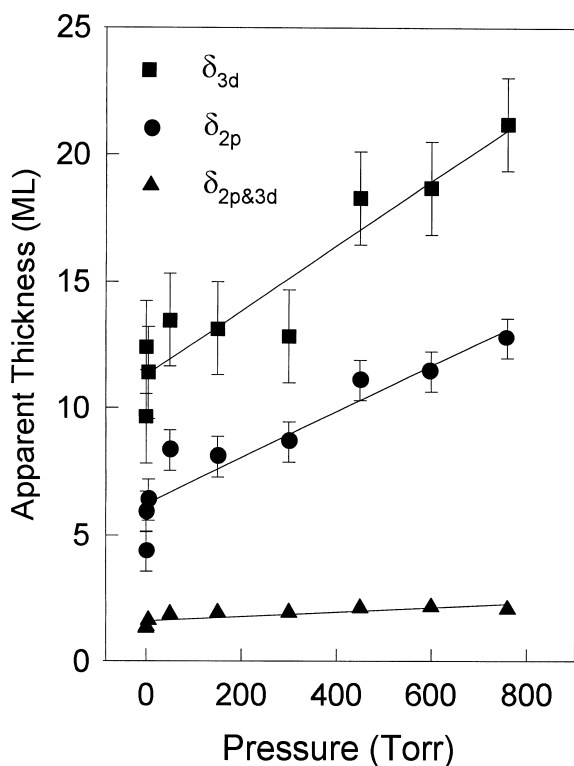 25
20
15
10
5
0
Apparent Thickness (ML)
δ3d
δ2p
δ2p&3d
0 200 400 600 800
Pressure (Torr)